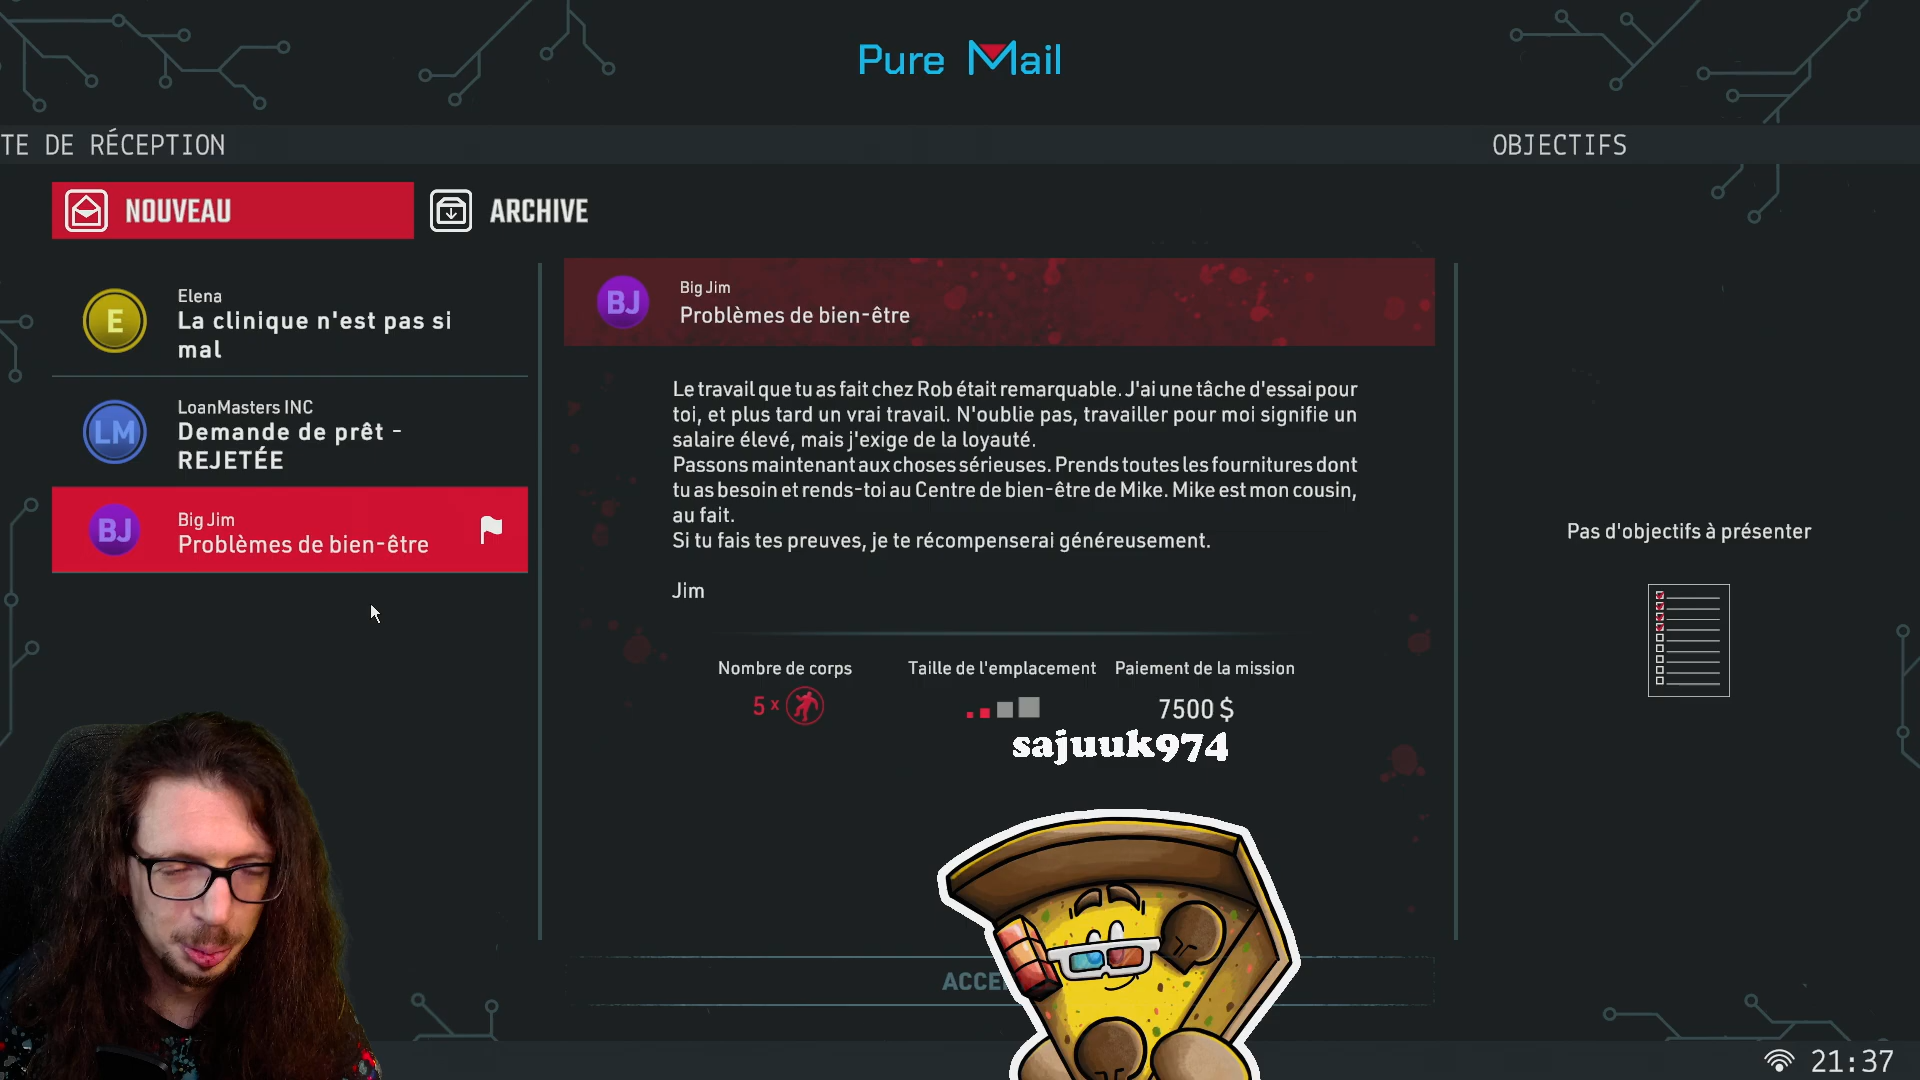 Pure Mail
TE DE RÉCEPTION
OBJECTIFS
NOUVEAU
ARCHIVE
E
Elena
La clinique n'est pas si
mal
LM
LoanMasters INC
Demande de prêt -
REJETÉE
BJ
Big Jim
Problèmes de bien-être
BJ
Big Jim
Problèmes de bien-être
Le travail que tu as fait chez Rob était remarquable. J'ai une tâche d'essai pour
toi, et plus tard un vrai travail. N'oublie pas, travailler pour moi signifie un
salaire élevé, mais j'exige de la loyauté.
Passons maintenant aux choses sérieuses. Prends toutes les fournitures dont
tu as besoin et rends-toi au Centre de bien-être de Mike. Mike est mon cousin,
au fait.
Si tu fais tes preuves, je te récompenserai généreusement.
Jim
Nombre de corps
Taille de l'emplacement
Paiement de la mission
5 x
7500 $
sajuuk974
ACCE
Pas d'objectifs à présenter
21:37